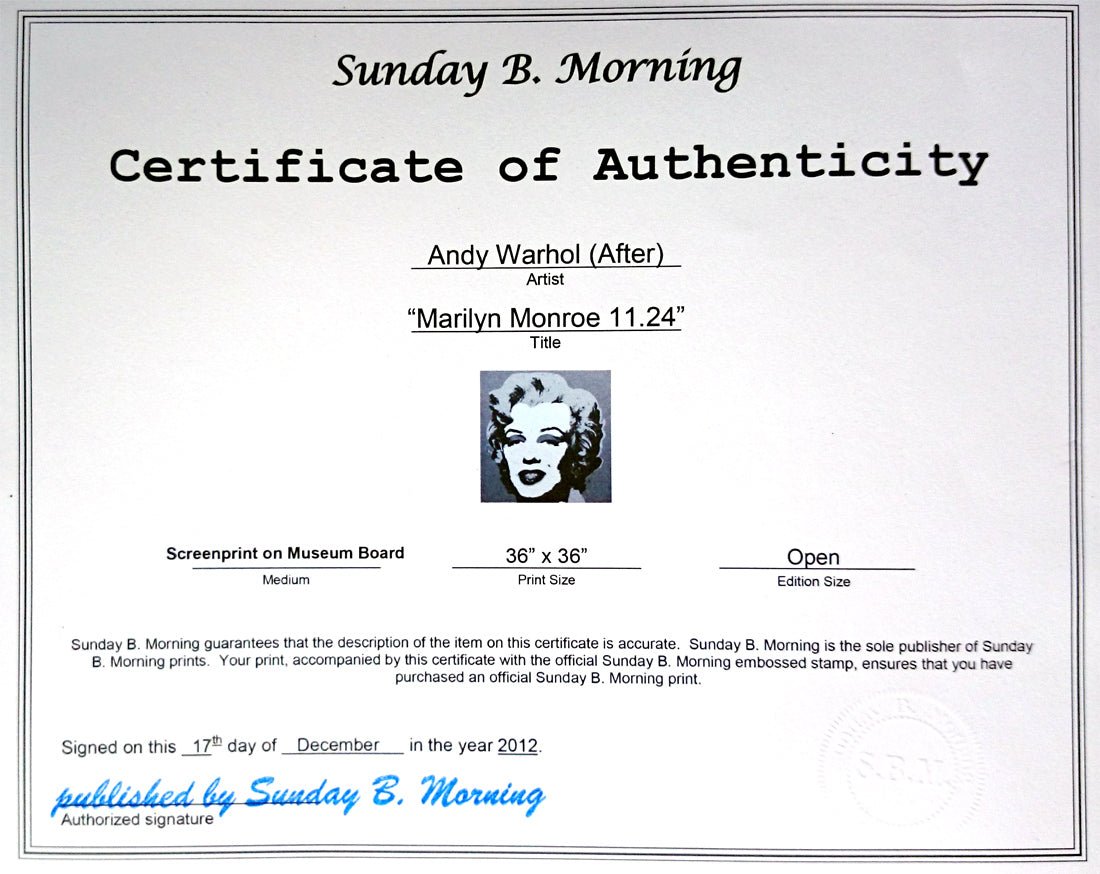 Sunday B. Morning
Certificate of Authenticity
Andy Warhol (After)
Artist
“Marilyn Monroe 11.24”
Title
Screenprint on Museum Board 36” x 36” Open
Medium Print Size Edition Size
Sunday B. Morning guarantees that the description of the item on this certificate is accurate. Sunday B. Morning is the sole publisher of Sunday
B. Morning prints. Your print, accompanied by this certificate with the official Sunday B. Morning embossed stamp, ensures that you have
purchased an official Sunday B. Morning print.
Signed on this 17th day of December in the year 2012.
published by Sunday B. Morning
Authorized signature
S.B.M.